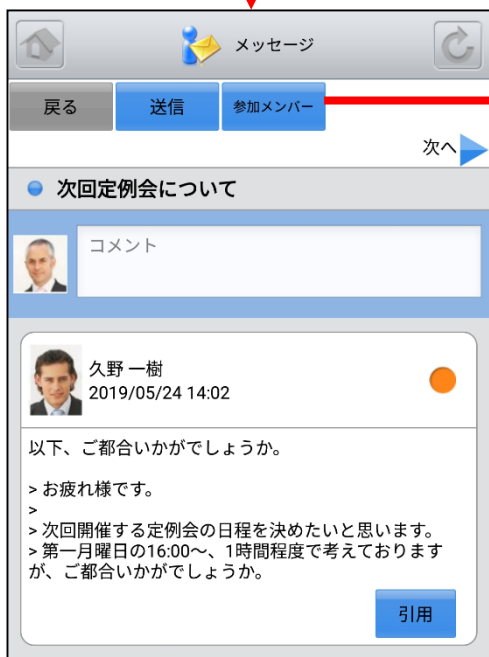 メッセージ
戻る
送信
参加メンバー
次へ
次回定例会について
コメント
久野 一樹
2019/05/24 14:02
以下、ご都合いかがでしょうか。
> お疲れ様です。
>
> 次回開催する定例会の日程を決めたいと思います。
> 第一月曜日の16:00～、1時間程度で考えております
が、ご都合いかがでしょうか。
引用